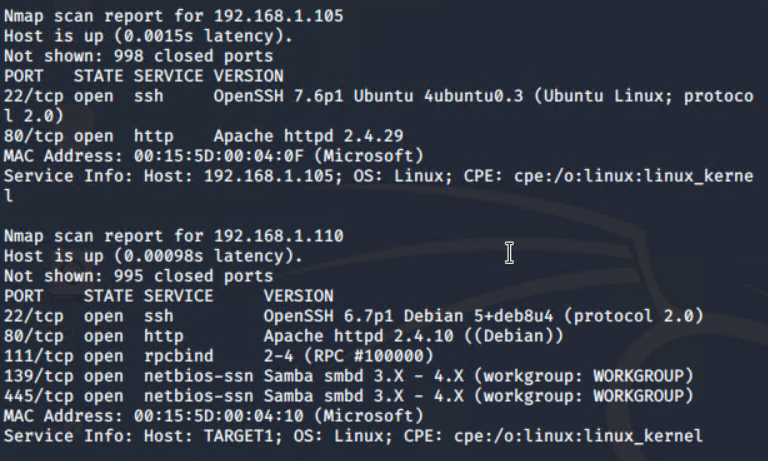 Nmap scan report for 192.168.1.105
Host is up (0.0015s latency).
Not shown: 998 closed ports
PORT   STATE SERVICE VERSION
22/tcp open  ssh     OpenSSH 7.6p1 Ubuntu 4ubuntu0.3 (Ubuntu Linux; protoco
l 2.0)
80/tcp open  http    Apache httpd 2.4.29
MAC Address: 00:15:5D:00:04:0F (Microsoft)
Service Info: Host: 192.168.1.105; OS: Linux; CPE: cpe:/o:linux:linux_kerne
l

Nmap scan report for 192.168.1.110
Host is up (0.00098s latency).
Not shown: 995 closed ports
PORT    STATE SERVICE     VERSION
22/tcp  open  ssh         OpenSSH 6.7p1 Debian 5+deb8u4 (protocol 2.0)
80/tcp  open  http        Apache httpd 2.4.10 ((Debian))
111/tcp open  rpcbind     2-4 (RPC #100000)
139/tcp open  netbios-ssn Samba smbd 3.X - 4.X (workgroup: WORKGROUP)
445/tcp open  netbios-ssn Samba smbd 3.X - 4.X (workgroup: WORKGROUP)
MAC Address: 00:15:5D:00:04:10 (Microsoft)
Service Info: Host: TARGET1; OS: Linux; CPE: cpe:/o:linux:linux_kernel